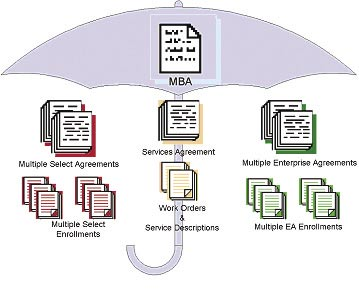 MBA
Multiple Select Agreements
Services Agreement
Multiple Enterprise Agreements
Multiple Select
Enrollments
Work Orders
&
Service Descriptions
Multiple EA Enrollments